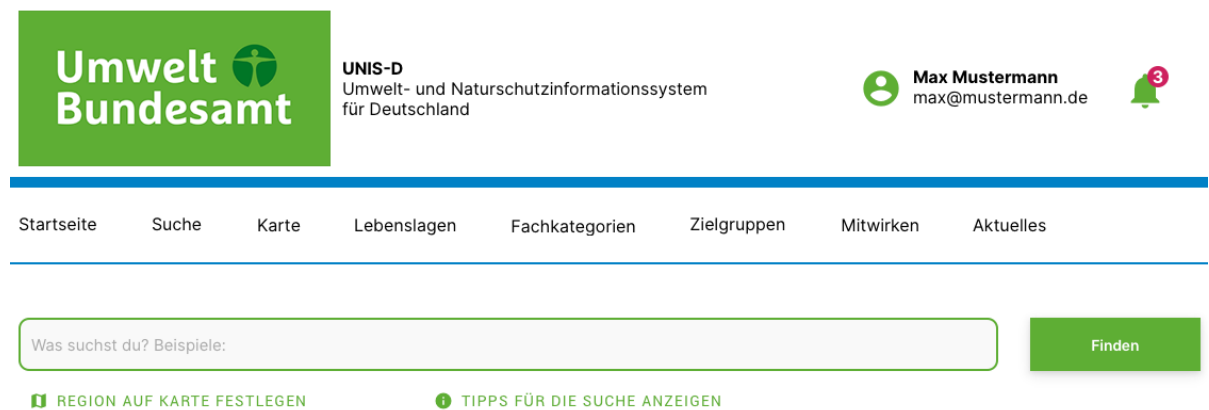 Umwelt
Bundesamt
UNIS-D
Umwelt- und Naturschutzinformationssystem
für Deutschland
Max Mustermann
max@mustermann.de
3
Startseite Suche Karte Lebenslagen Fachkategorien Zielgruppen Mitwirken Aktuelles
Was suchst du? Beispiele:
Finden
REGION AUF KARTE FESTLEGEN
TIPPS FÜR DIE SUCHE ANZEIGEN